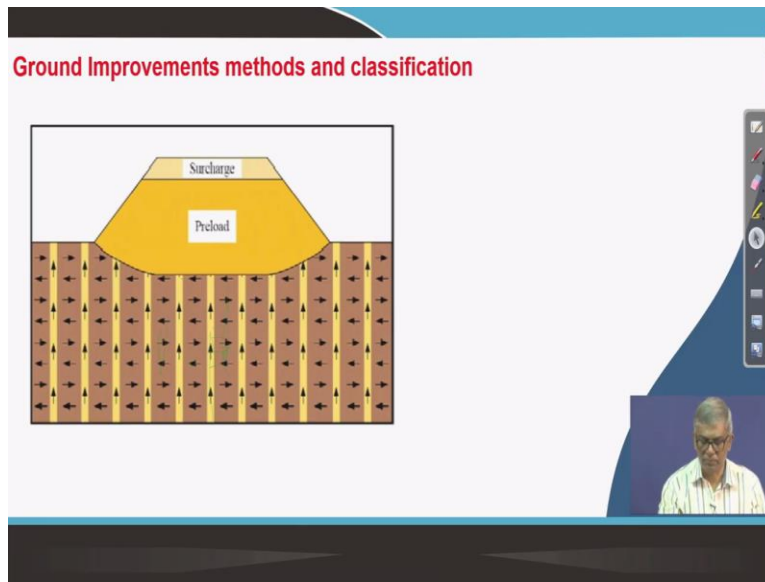 Ground Improvements methods and classification
Surcharge
Preload